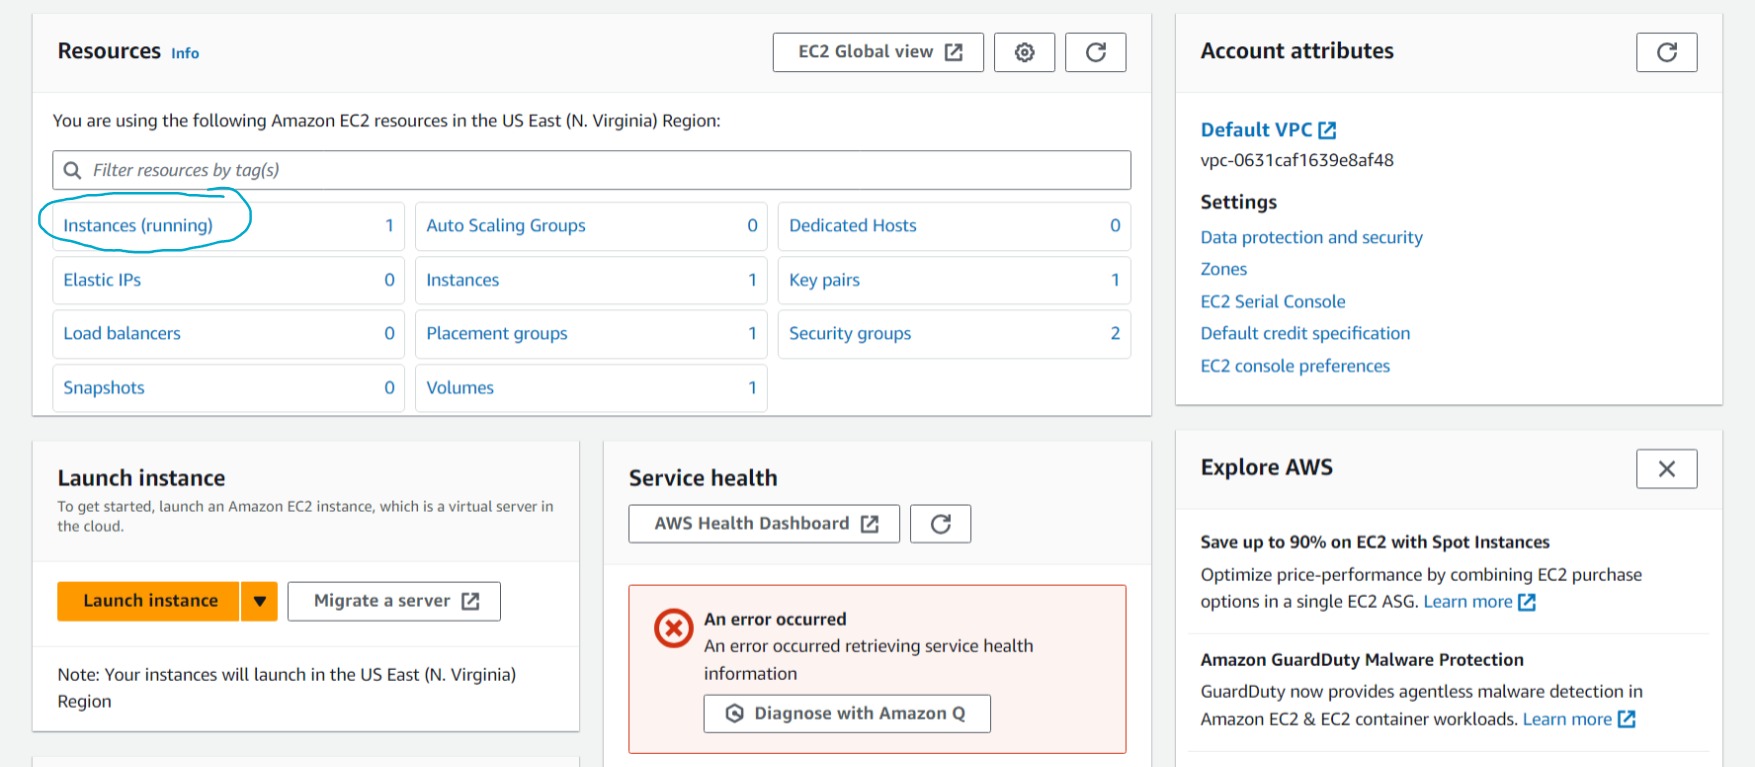 Resources Info
EC2 Global view
You are using the following Amazon EC2 resources in the US East (N. Virginia) Region:
Filter resources by tag(s)
Instances (running) 1
Auto Scaling Groups 0
Dedicated Hosts 0
Elastic IPs 0
Instances 1
Key pairs 1
Load balancers 0
Placement groups 1
Security groups 2
Snapshots 0
Volumes 1
Account attributes
Default VPC
vpc-0631caf1639e8af48
Settings
Data protection and security
Zones
EC2 Serial Console
Default credit specification
EC2 console preferences
Launch instance
To get started, launch an Amazon EC2 instance, which is a virtual server in
the cloud.
Launch instance
Migrate a server
Note: Your instances will launch in the US East (N. Virginia)
Region
Service health
AWS Health Dashboard
An error occurred
An error occurred retrieving service health
information
Diagnose with Amazon Q
Explore AWS
Save up to 90% on EC2 with Spot Instances
Optimize price-performance by combining EC2 purchase
options in a single EC2 ASG. Learn more
Amazon GuardDuty Malware Protection
GuardDuty now provides agentless malware detection in
Amazon EC2 & EC2 container workloads. Learn more